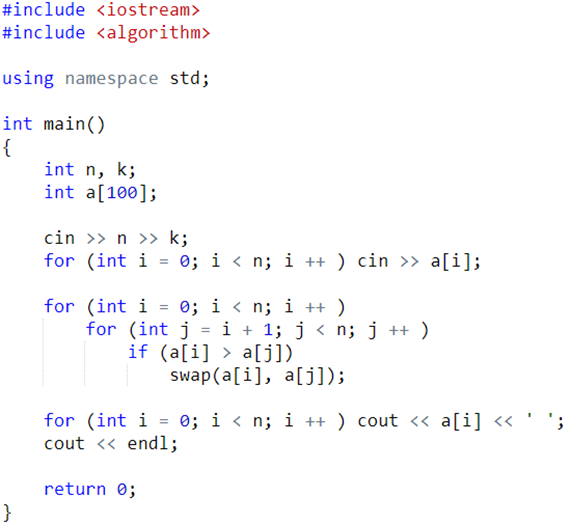 #include <iostream>
#include <algorithm>
using namespace std;
int main()
{
int n, k;
int a[100];
cin >> n >> k;
for (int i = 0; i < n; i ++ ) cin >> a[i];
for (int i = 0; i < n; i ++ )
for (int j = i + 1; j < n; j ++ )
if (a[i] > a[j])
swap(a[i], a[j]);
for (int i = 0; i < n; i ++ ) cout << a[i] << ' ';
cout << endl;
return 0;
}